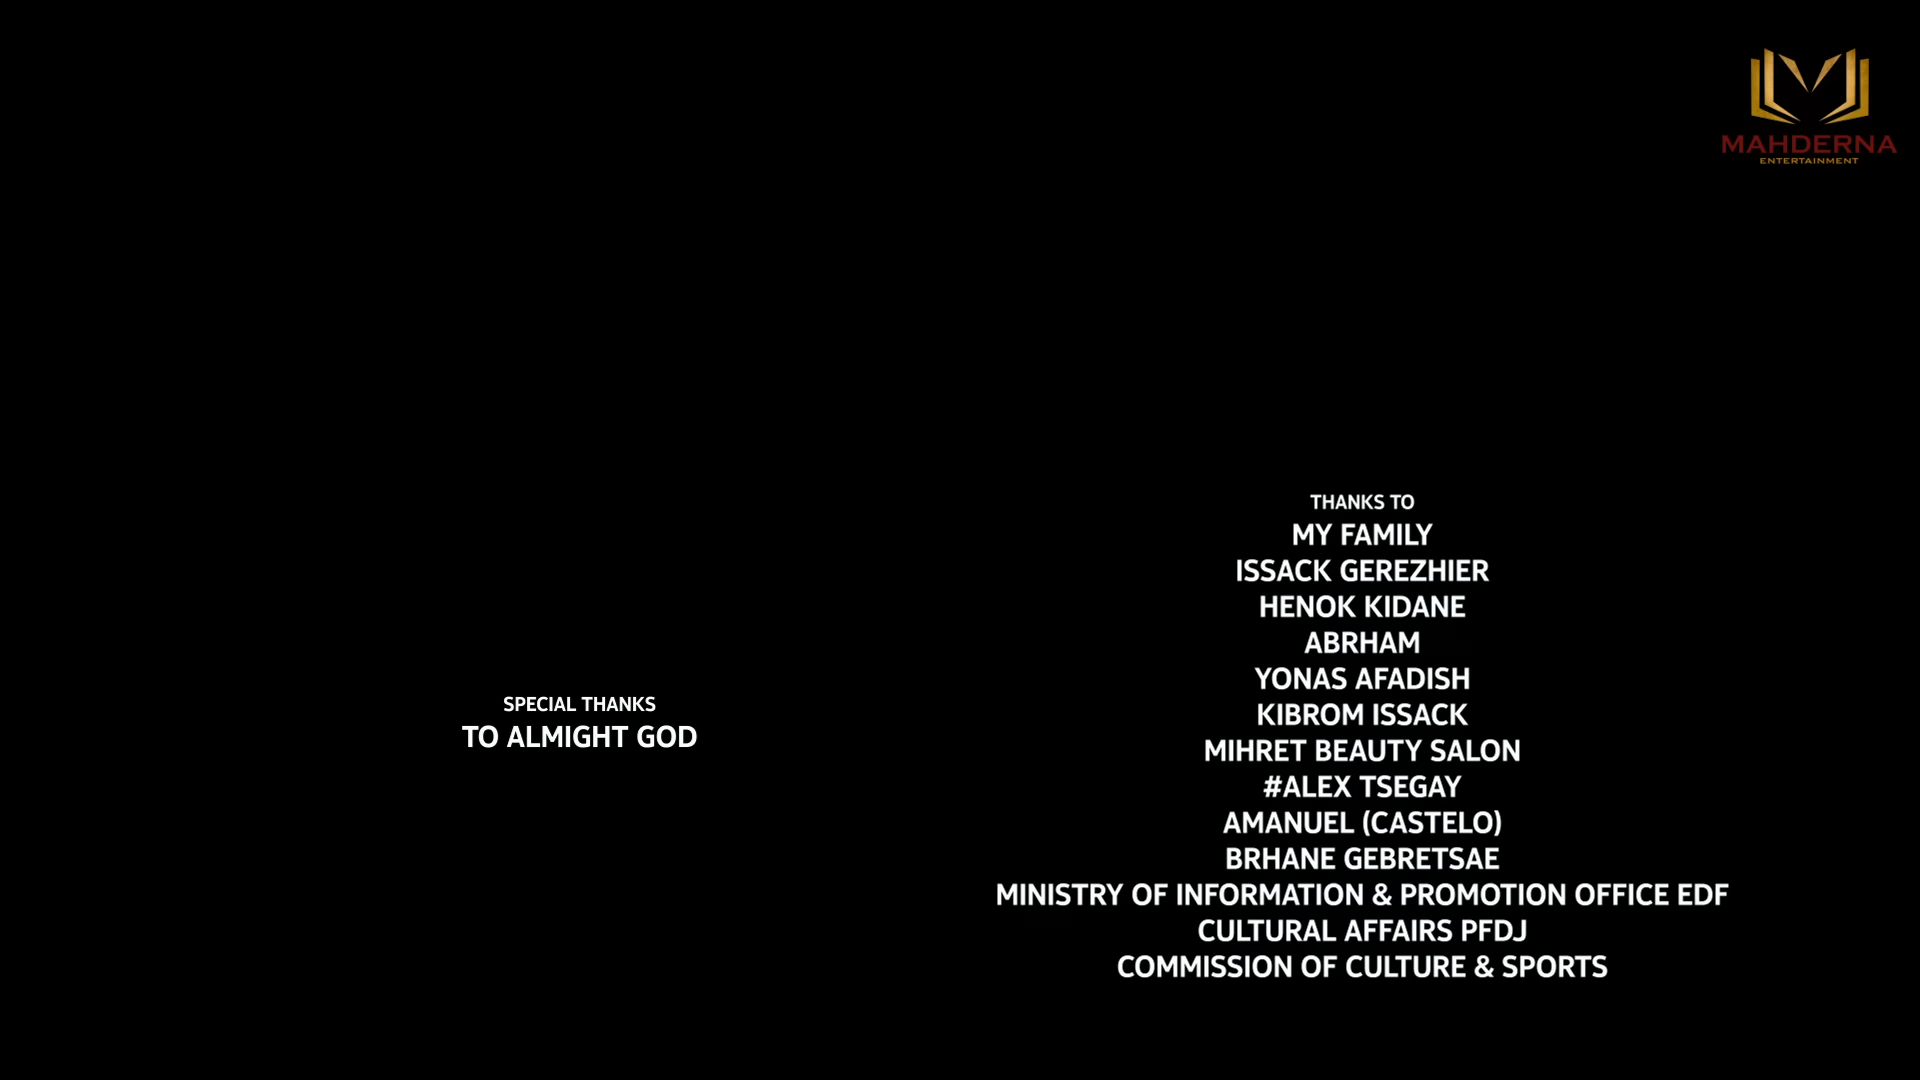 MAHDERNA
ENTERTAINMENT
SPECIAL THANKS
TO ALMIGHT GOD
THANKS TO
MY FAMILY
ISSACK GEREZHIER
HENOK KIDANE
ABRHAM
YONAS AFADISH
KIBROM ISSACK
MIHRET BEAUTY SALON
#ALEX TSEGAY
AMANUEL (CASTELO)
BRHANE GEBRETSAE
MINISTRY OF INFORMATION & PROMOTION OFFICE EDF
CULTURAL AFFAIRS PFDJ
COMMISSION OF CULTURE & SPORTS